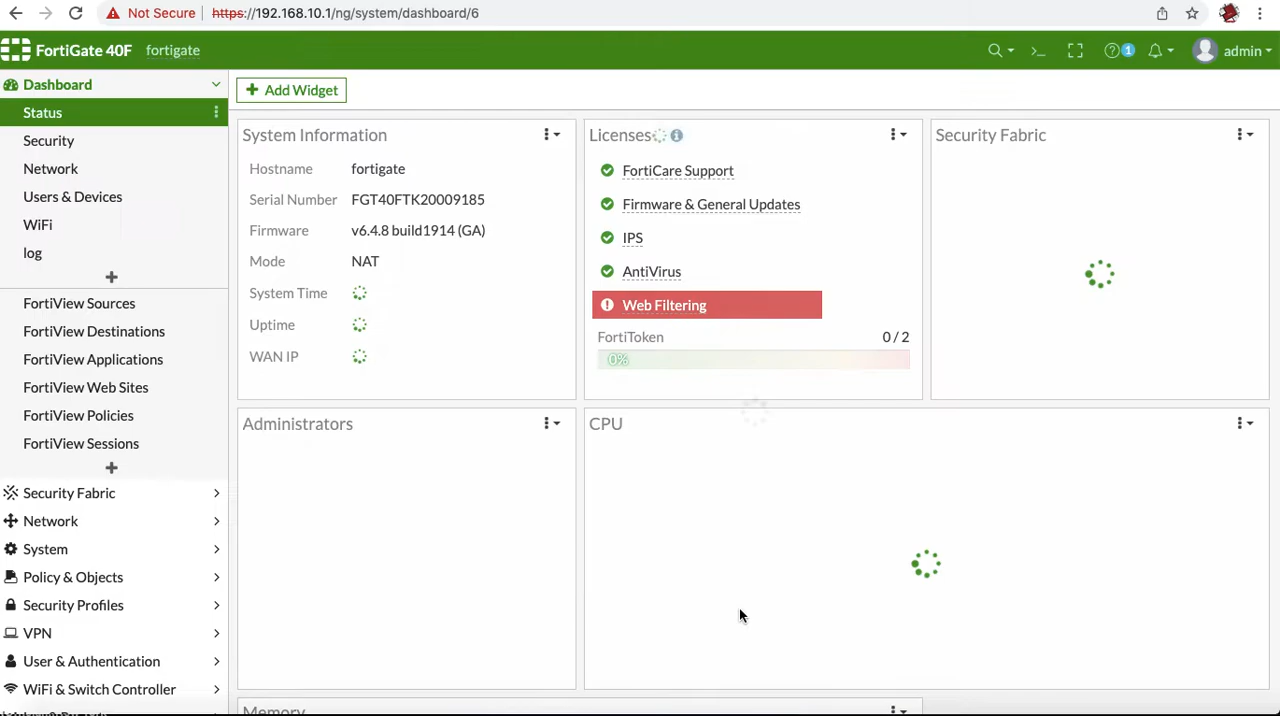 Not Secure https://192.168.10.1/ng/system/dashboard/6
FortiGate 40F fortigate 1 admin
Dashboard
Status
Security
Network
Users & Devices
WiFi
log
FortiView Sources
FortiView Destinations
FortiView Applications
FortiView Web Sites
FortiView Policies
FortiView Sessions
Security Fabric
Network
System
Policy & Objects
Security Profiles
VPN
User & Authentication
WiFi & Switch Controller
Add Widget
System Information
Hostname fortigate
Serial Number FGT40FTK20009185
Firmware v6.4.8 build1914 (GA)
Mode NAT
System Time
Uptime
WAN IP
Licenses
FortiCare Support
Firmware & General Updates
IPS
AntiVirus
Web Filtering
FortiToken 0 / 2
0%
Security Fabric
Administrators
CPU
Memory